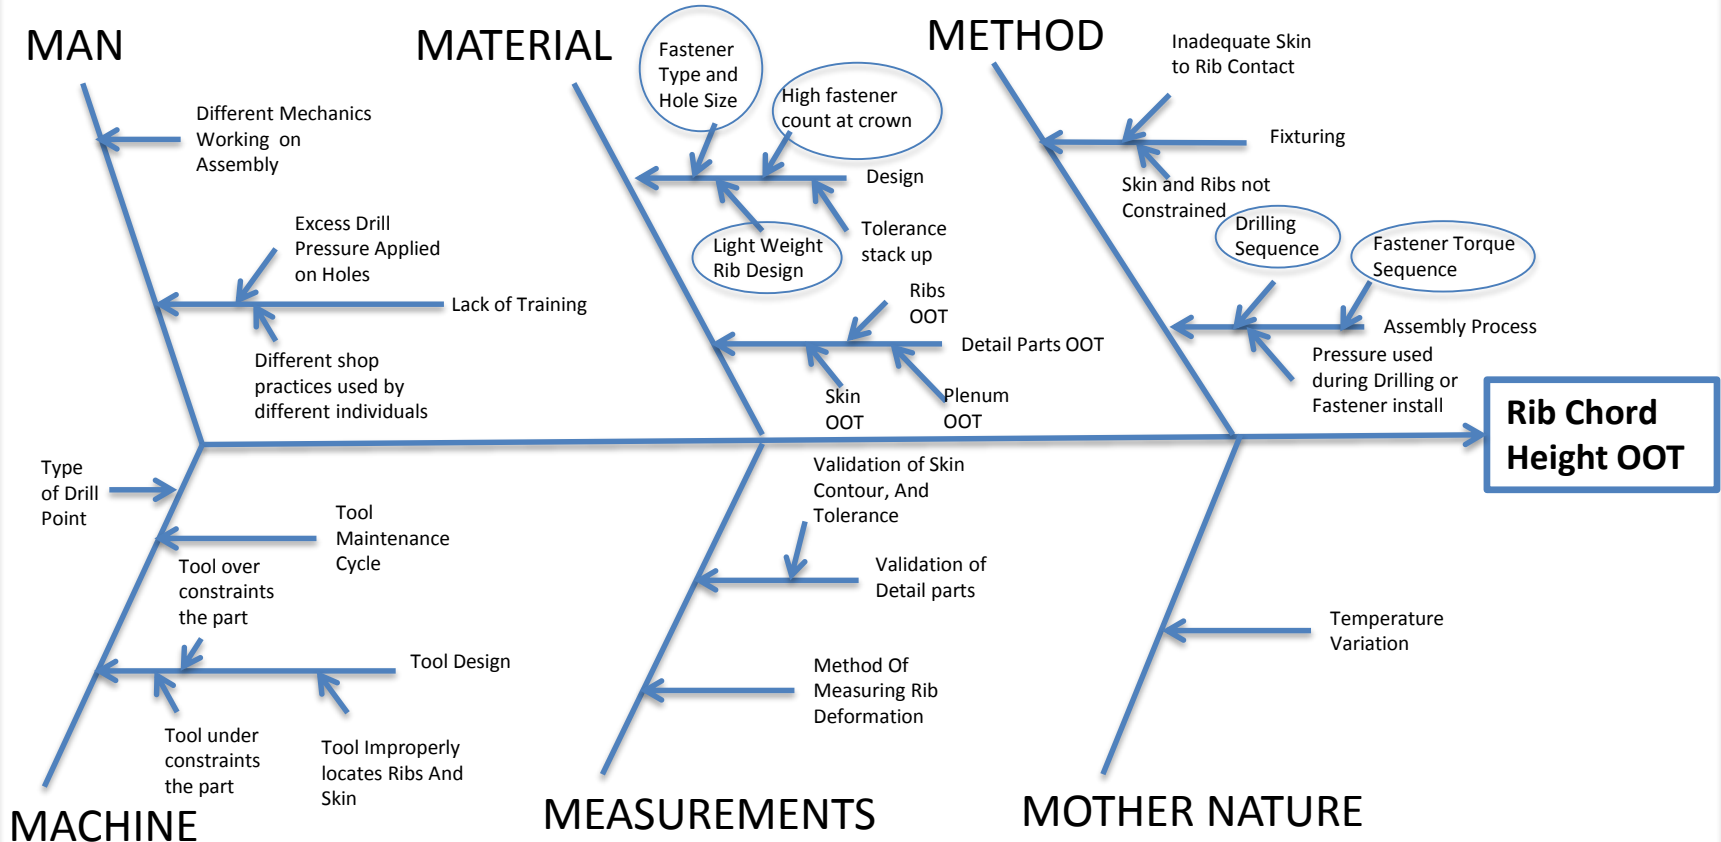 MAN
Different Mechanics
Working on
Assembly
Excess Drill
Pressure Applied
on Holes
Lack of Training
Different shop
practices used by
different individuals
MATERIAL
Fastener
Type and
Hole Size
High fastener
count at crown
Design
Light Weight
Rib Design
Tolerance
stack up
Ribs
OOT
Detail Parts OOT
Skin
OOT
Plenum
OOT
METHOD
Inadequate Skin
to Rib Contact
Fixturing
Skin and Ribs not
Constrained
Drilling
Sequence
Fastener Torque
Sequence
Assembly Process
Pressure used
during Drilling or
Fastener install
Rib Chord
Height OOT
Type
of Drill
Point
Tool
Maintenance
Cycle
Tool over
constraints
the part
Tool Design
Tool under
constraints
the part
Tool Improperly
locates Ribs And
Skin
MACHINE
Validation of Skin
Contour, And
Tolerance
Validation of
Detail parts
Method Of
Measuring Rib
Deformation
MEASUREMENTS
Temperature
Variation
MOTHER NATURE